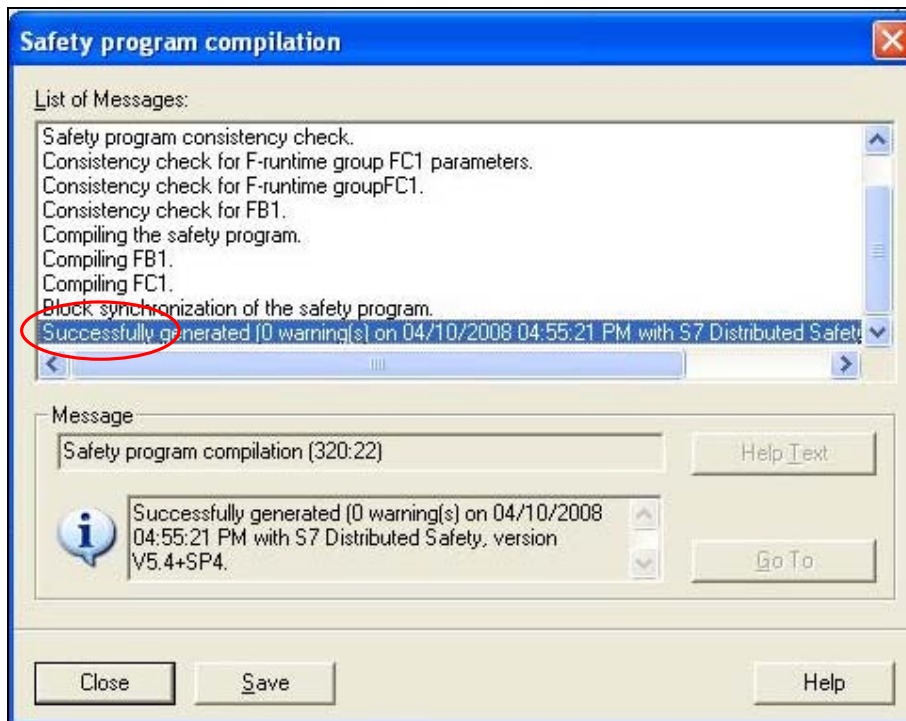 Safety program compilation
List of Messages:
Safety program consistency check.
Consistency check for F-runtime group FC1 parameters.
Consistency check for F-runtime groupFC1.
Consistency check for FB1.
Compiling the safety program.
Compiling FB1.
Compiling FC1.
Block synchronization of the safety program.
Successfully generated (0 warning(s) on 04/10/2008 04:55:21 PM with S7 Distributed Safety
Message
Safety program compilation (320:22)
Help Text
Successfully generated (0 warning(s) on 04/10/2008
04:55:21 PM with S7 Distributed Safety, version
V5.4+SP4.
Go To
Close
Save
Help